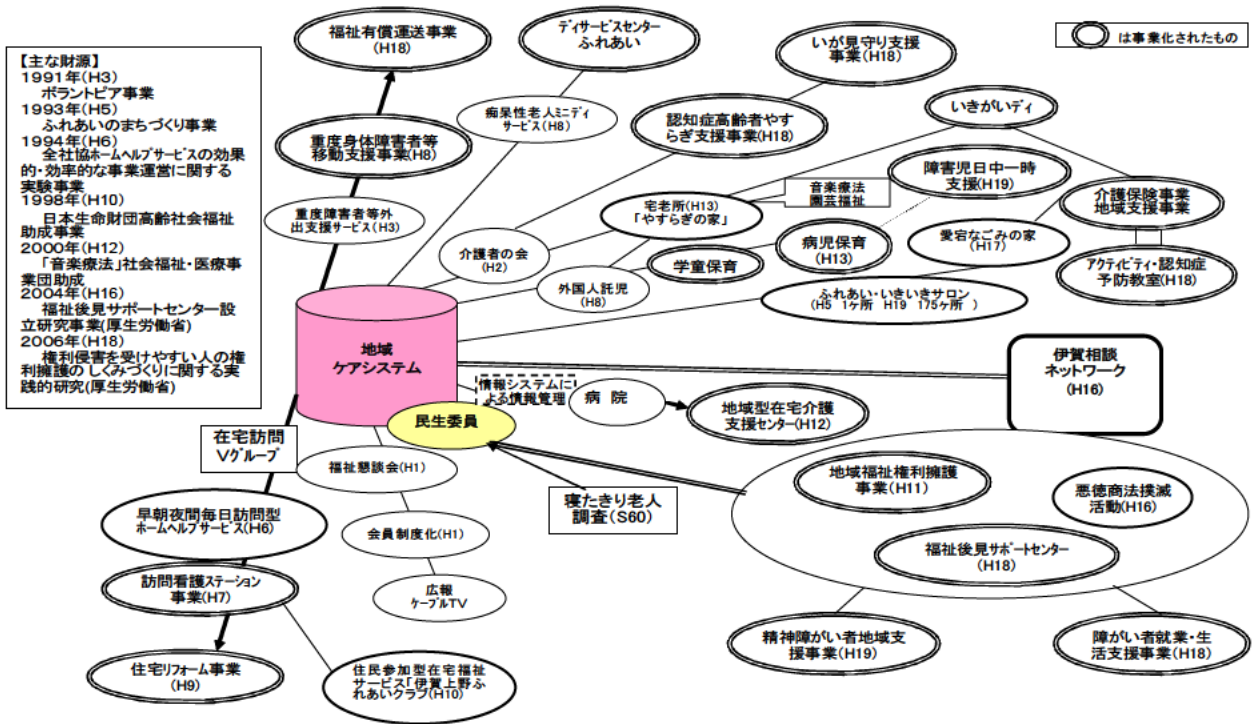 福祉有償運送事業
(H18)
ディサービスセンター
ふれあい
いが見守り支援
事業(H18)
は事業化されたもの
【主な財源】
1991年(H3)
ボラントピア事業
1993年(H5)
ふれあいのまちづくり事業
1994年(H6)
全社協ホームヘルプサービスの効果
的・効率的な事業運営に関する
実験事業
1998年(H10)
日本生命財団高齢社会福祉
助成事業
2000年(H12)
「音楽療法」社会福祉・医療事
業団助成
2004年(H16)
福祉後見サポートセンター設
立研究事業(厚生労働省)
2006年(H18)
権利侵害を受けやすい人の権
利擁護の しくみづくりに関する実
践的研究(厚生労働省)
重度身体障害者等
移動支援事業(H8)
痴呆性老人ミニディ
サービス(H8)
認知症高齢者やす
らぎ支援事業(H18)
いきがいディ
障害児日中一時
支援(H19)
介護保険事業
地域支援事業
重度障害者等外
出支援サービス(H3)
宅老所(H13)
「やすらぎの家」
音楽療法
園芸福祉
介護者の会
(H2)
学童保育
病児保育
(H13)
愛宕なごみの家
(H17)
アクティビティ・認知症
予防教室(H18)
外国人託児
(H8)
ふれあい・いきいきサロン
(H5 1ヶ所 H19 175ヶ所 )
地域
ケアシステム
伊賀相談
ネットワーク
(H16)
情報システムに
よる情報管理
病 院
地域型在宅介護
支援センター(H12)
民生委員
在宅訪問
Vグループ
福祉懇談会(H1)
寝たきり老人
調査(S60)
地域福祉権利擁護
事業(H11)
悪徳商法撲滅
活動(H16)
福祉後見サポートセンター
(H18)
早朝夜間毎日訪問型
ホームヘルプサービス(H6)
会員制度化(H1)
訪問看護ステーション
事業(H7)
広報
ケーブルTV
住宅リフォーム事業
(H9)
住民参加型在宅福祉
サービス「伊賀上野ふ
れあいクラブ(H10)
精神障がい者地域支
援事業(H19)
障がい者就業・生
活支援事業(H18)